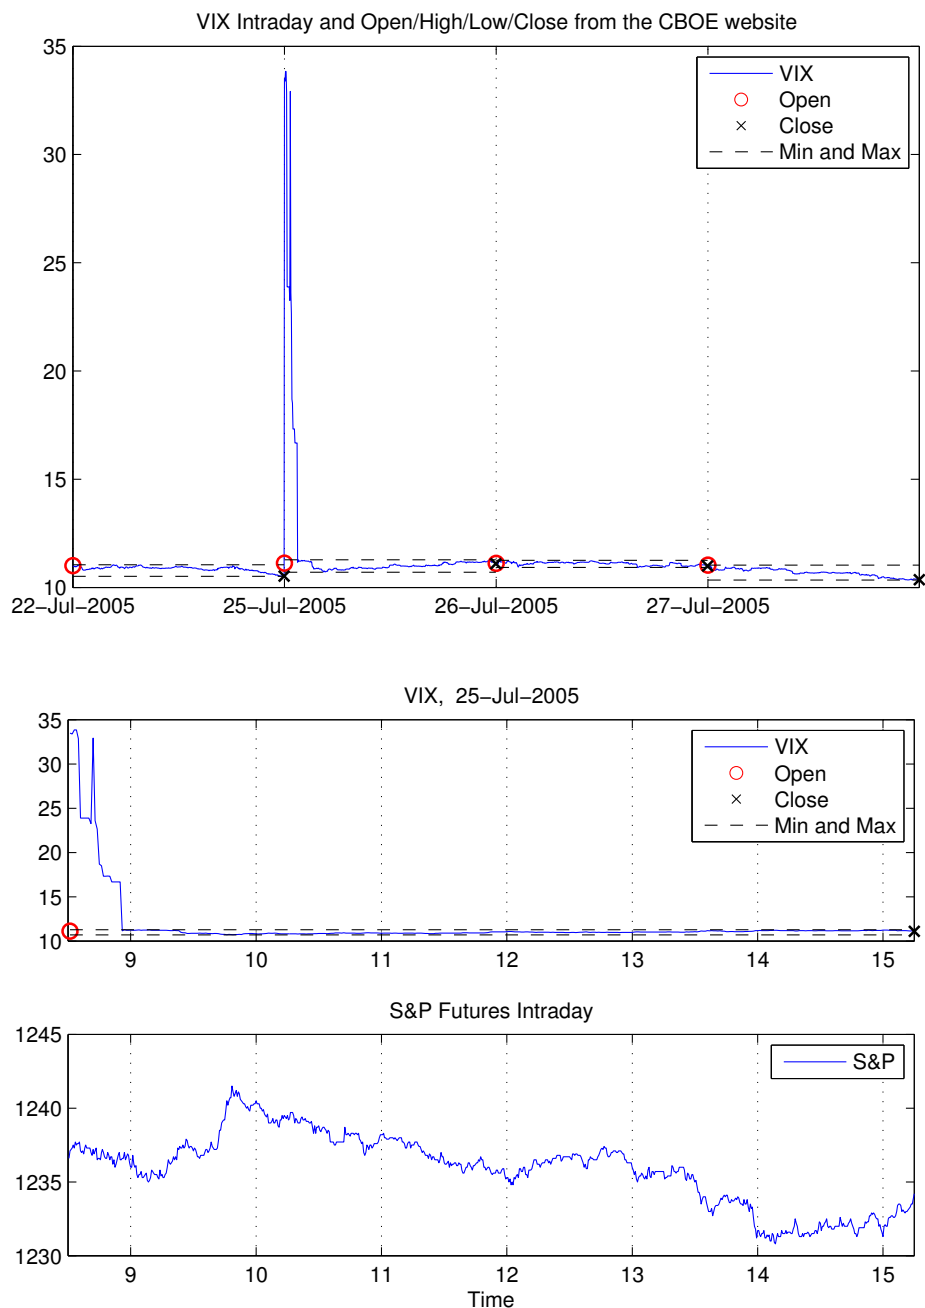 VIX Intraday and Open/High/Low/Close from the CBOE website
35
30
25
20
15
10
VIX
Open
Close
Min and Max
22−Jul−2005 25−Jul−2005 26−Jul−2005 27−Jul−2005
VIX, 25−Jul−2005
35
30
25
20
15
10
VIX
Open
Close
Min and Max
9 10 11 12 13 14 15
S&P Futures Intraday
1245
1240
1235
1230
S&P
9 10 11 12 13 14 15
Time